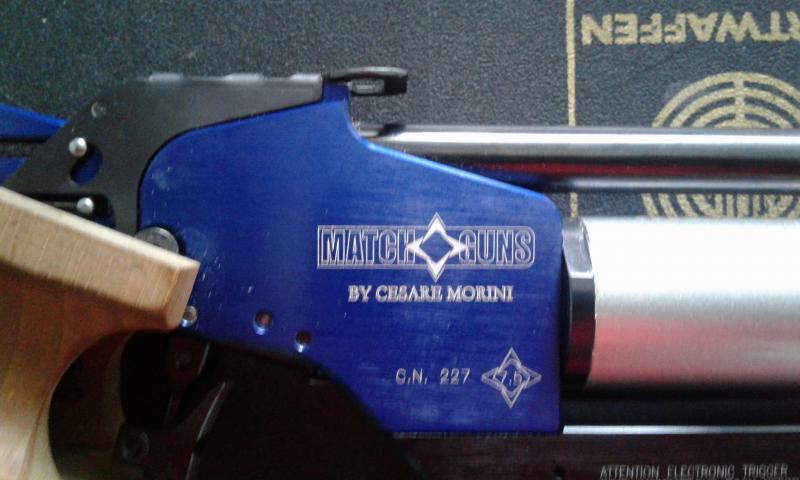 RTWAFFEN
MATCH GUNS
BY CESARE MORINI
C.N. 227 7,5
ATTENTION ELECTRONIC TRIGGER